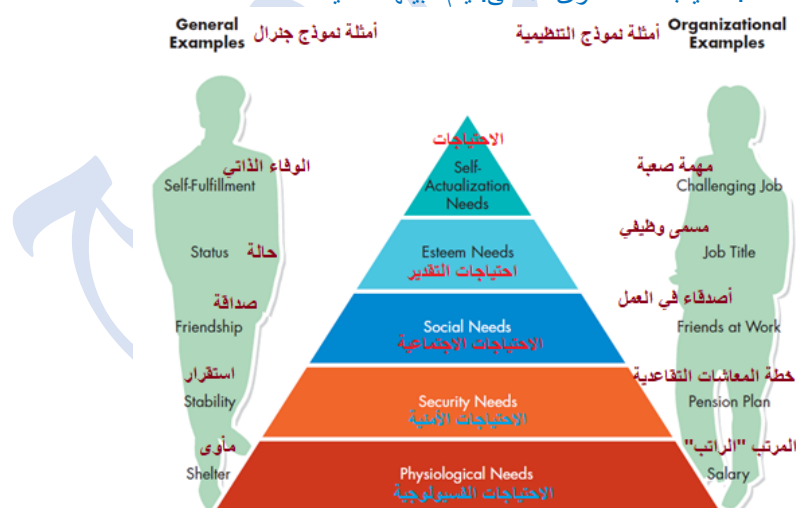 General
Examples
أمثلة نموذج جنرال
أمثلة نموذج التنظيمية
Organizational
Examples
الاحتياجات
Self-
Actualization
Needs
الوفاء الذاتي
Self-Fulfillment
مهمة صعبة
Challenging Job
Status
حالة
Esteem Needs
احتياجات التقدير
مسمى وظيفي
Job Title
صداقة
Friendship
Social Needs
الاحتياجات الاجتماعية
أصدقاء في العمل
Friends at Work
استقرار
Stability
Security Needs
الاحتياجات الأمنية
خطة المعاشات التقاعدية
Pension Plan
مأوى
Shelter
Physiological Needs
الاحتياجات الفسيولوجية
المرتب "الراتب"
Salary